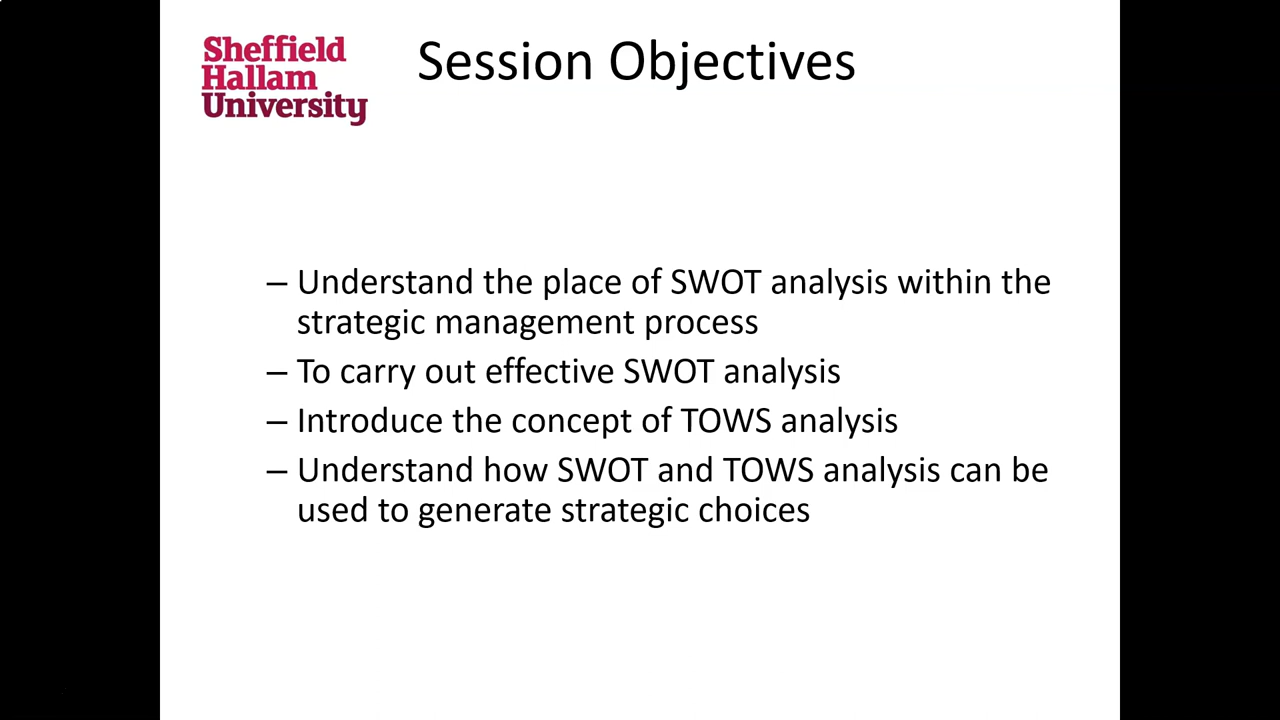 Sheffield
Hallam
University
Session Objectives
– Understand the place of SWOT analysis within the
strategic management process
– To carry out effective SWOT analysis
– Introduce the concept of TOWS analysis
– Understand how SWOT and TOWS analysis can be
used to generate strategic choices